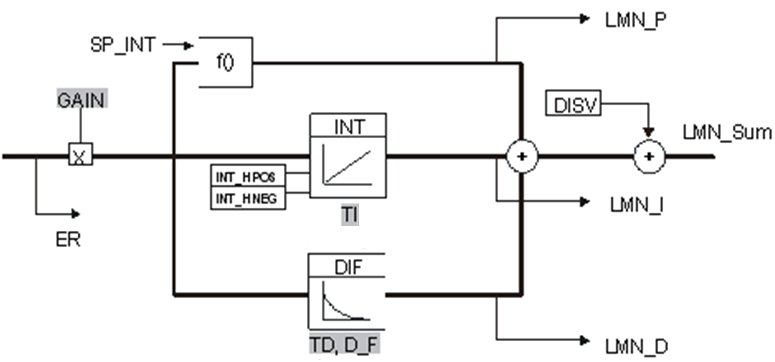 LMN_P
SP_INT
f()
GAIN
DISV
INT
LMN_Sum
X
+
+
INT_HPOS
INT_HNEG
TI
LMN_I
ER
DIF
TD, D_F
LMN_D